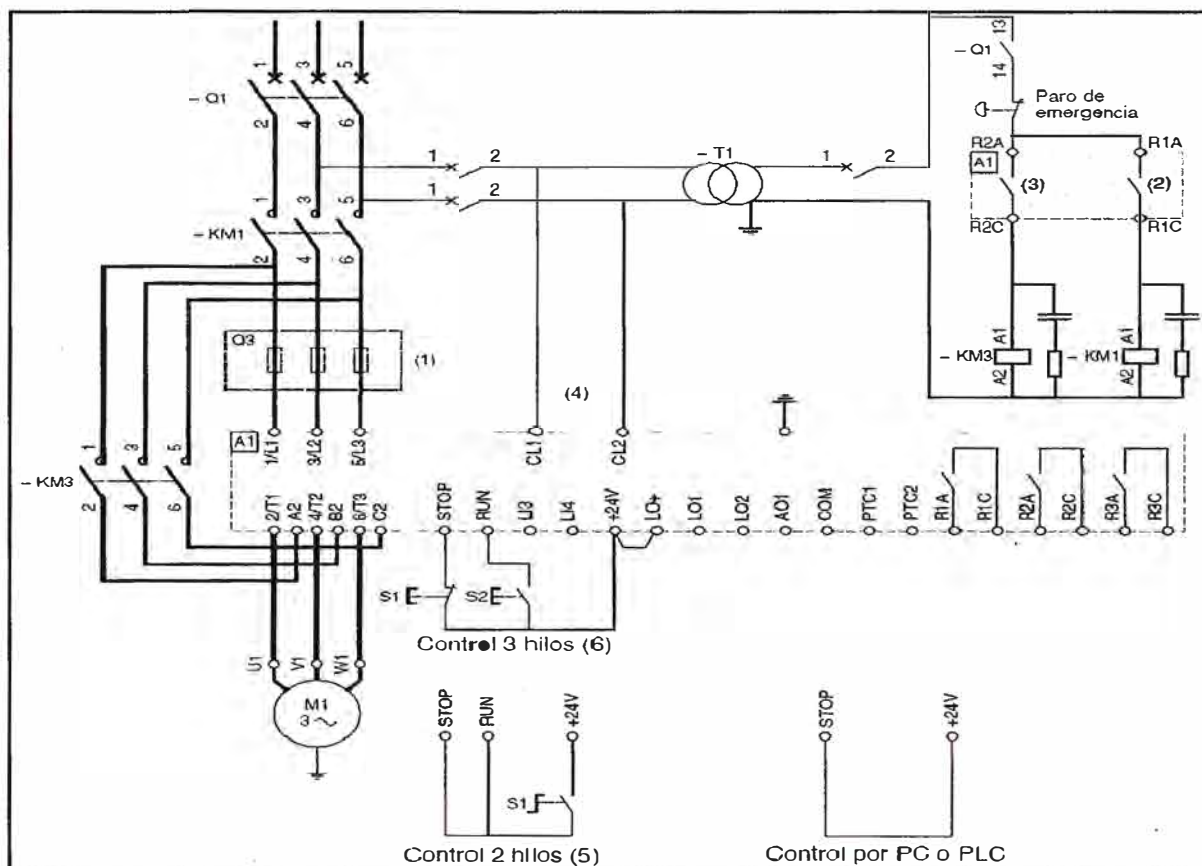 1 3 5
– Q1
2 4 6
1 2
1 2
– T1
1 2
13
– Q1
14
Paro de
emergencia
R2A R1A
A1
(3) (2)
R2C R1C
1 3 5
– KM1
2 4 6
Q3
(1)
(4)
A1
– KM3
A2
A1
– KM1
A2
A1 1/L1 3/L2 5/L3 CL1 CL2
1 3 5
– KM3
2 4 6
2/T1 A2 4/T2 B2 6/T3 C2
STOP RUN LI3 LI4 +24V LO+ LO1 LO2 AO1 COM PTC1 PTC2 R1A R1C R2A R2C R3A R3C
S1 S2
Control 3 hilos (6)
U1 V1 W1
M1
3 ~
STOP RUN +24V
S1
Control 2 hilos (5)
STOP +24V
Control por PC o PLC